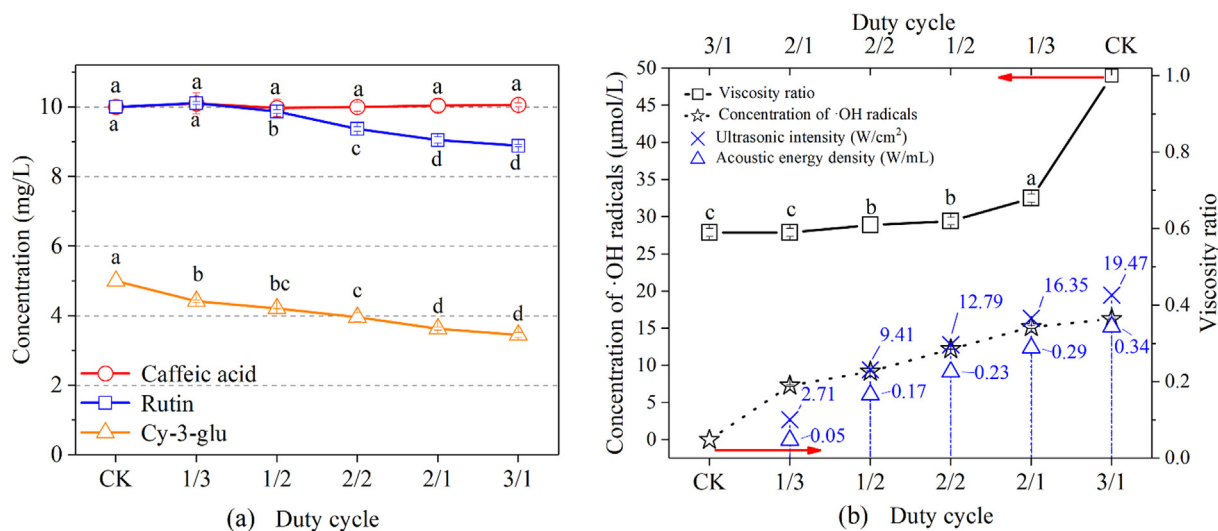 a a a a a a
a a b c d d
a b bc c d d
Concentration (mg/L)
10
8
6
4
2
0
Caffeic acid
Rutin
Cy-3-glu
CK 1/3 1/2 2/2 2/1 3/1
(a) Duty cycle
Duty cycle
3/1 2/1 2/2 1/2 1/3 CK
Concentration of ·OH radicals (μmol/L)
50
45
40
35
30
25
20
15
10
5
0
Viscosity ratio
Concentration of ·OH radicals
Ultrasonic intensity (W/cm²)
Acoustic energy density (W/mL)
c c b b a
2.71 9.41 12.79 16.35 19.47
0.05 0.17 0.23 0.29 0.34
1.0
0.8
0.6
0.4
0.2
0.0
Viscosity ratio
CK 1/3 1/2 2/2 2/1 3/1
(b) Duty cycle